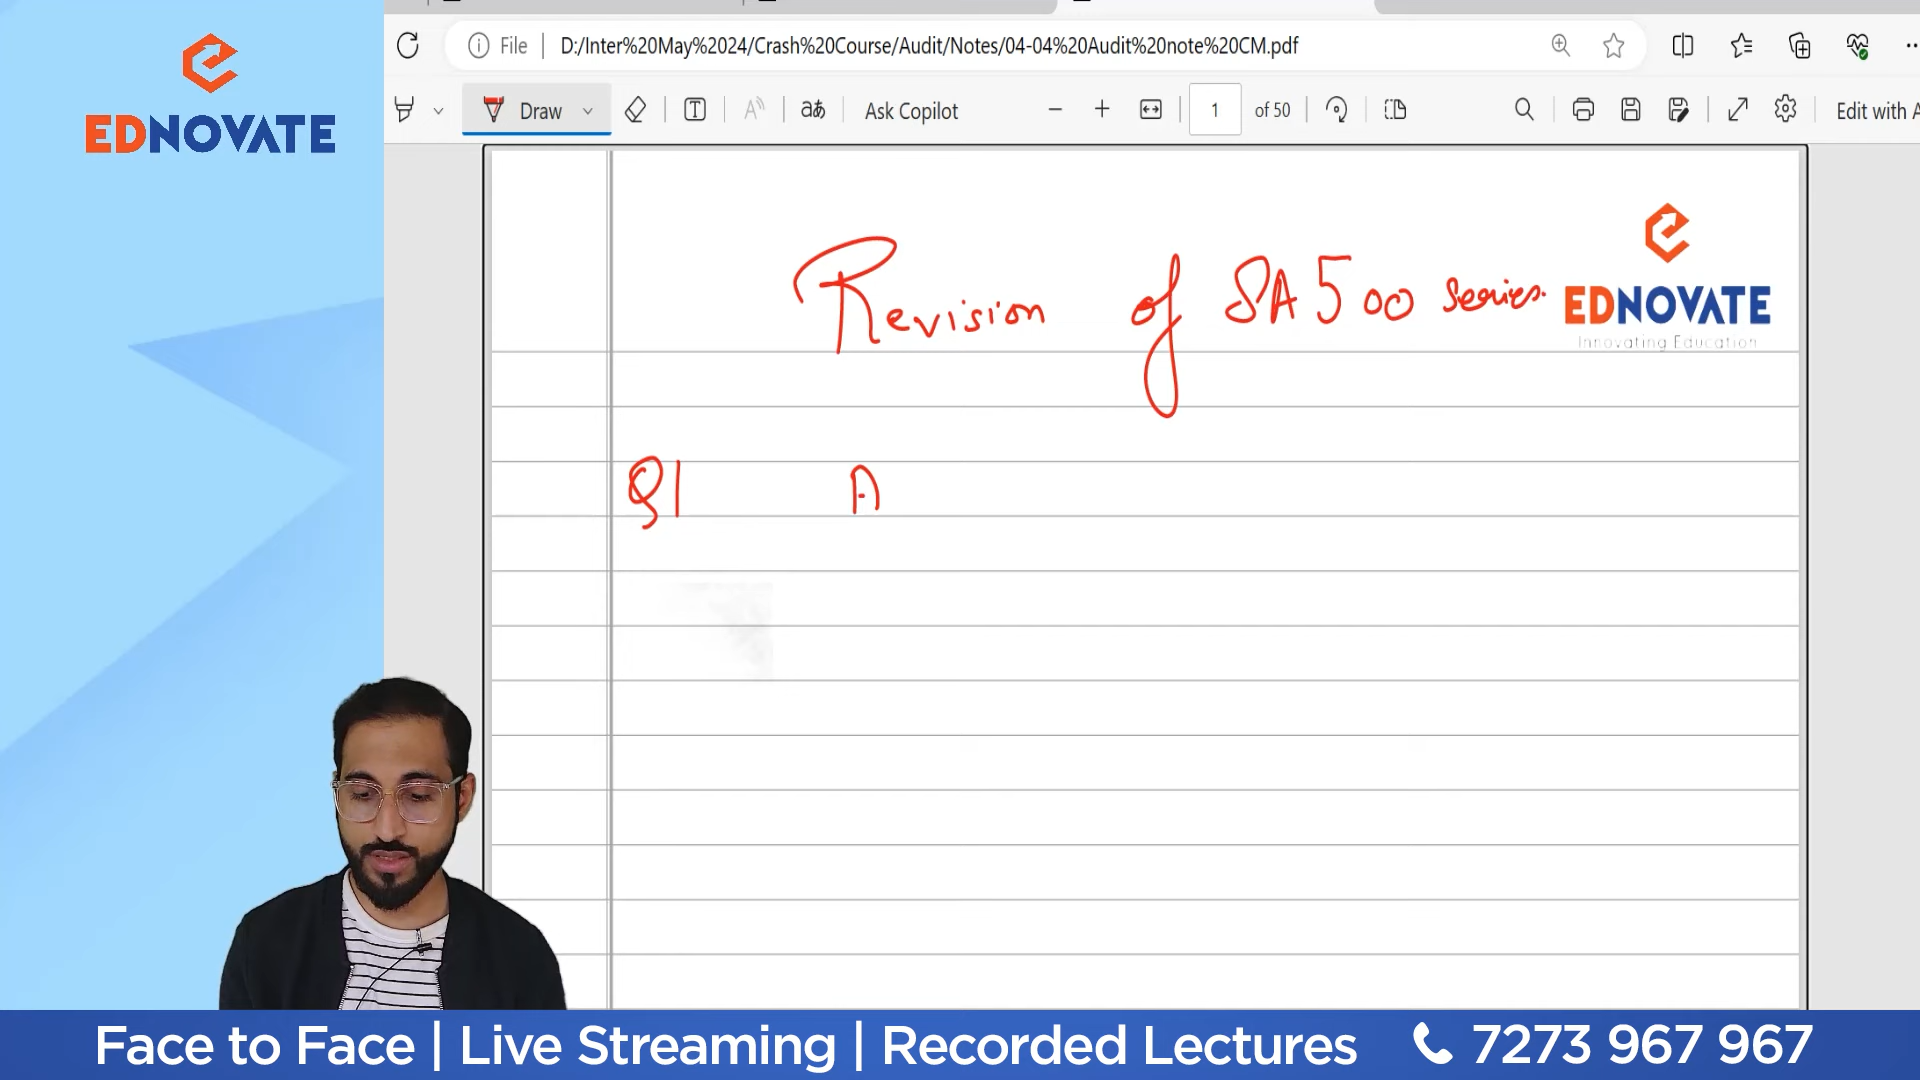 EDNOVATE
File D:/Inter%20May%2024/Crash%20Course/Audit/Notes/04-04%20Audit%20note%20CM.pdf
Draw T A aあ Ask Copilot 1 of 50 Edit with A
Revision of SA 500 series.
EDNOVATE
Innovating Education
Q1 A
Face to Face | Live Streaming | Recorded Lectures 7273 967 967